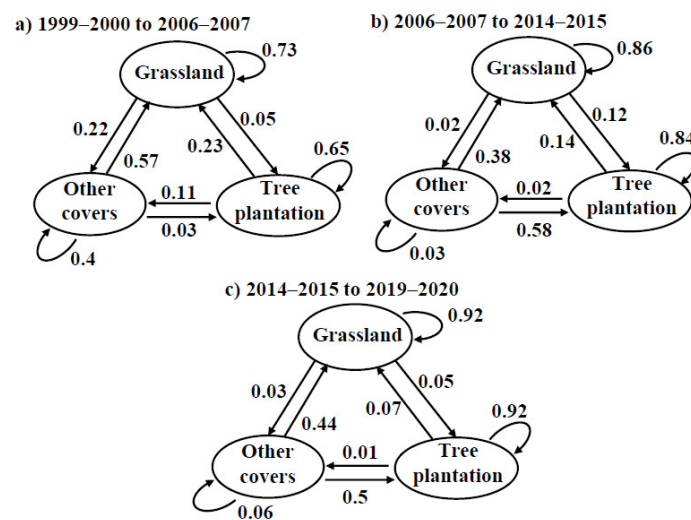 a) 1999–2000 to 2006–2007
0.73
Grassland
0.22
0.05
0.57
0.23
0.65
Other
covers
0.11
0.03
Tree
plantation
0.4
b) 2006–2007 to 2014–2015
0.86
Grassland
0.02
0.12
0.38
0.14
0.84
Other
covers
0.02
0.58
Tree
plantation
0.03
c) 2014–2015 to 2019–2020
0.92
Grassland
0.03
0.05
0.44
0.07
0.92
Other
covers
0.01
0.5
Tree
plantation
0.06